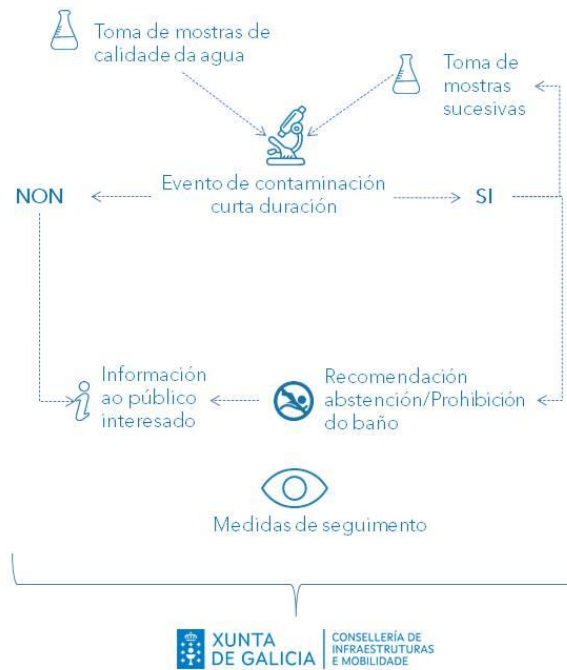 Toma de mostras de
calidade da agua
Toma de
mostras
sucesivas
Evento de contaminación
curta duración
NON
SI
Información
ao público
interesado
Recomendación
abstención/Prohibición
do baño
Medidas de seguimento
XUNTA
DE GALICIA
CONSELLERÍA DE
INFRAESTRUTURAS
E MOBILIDADE